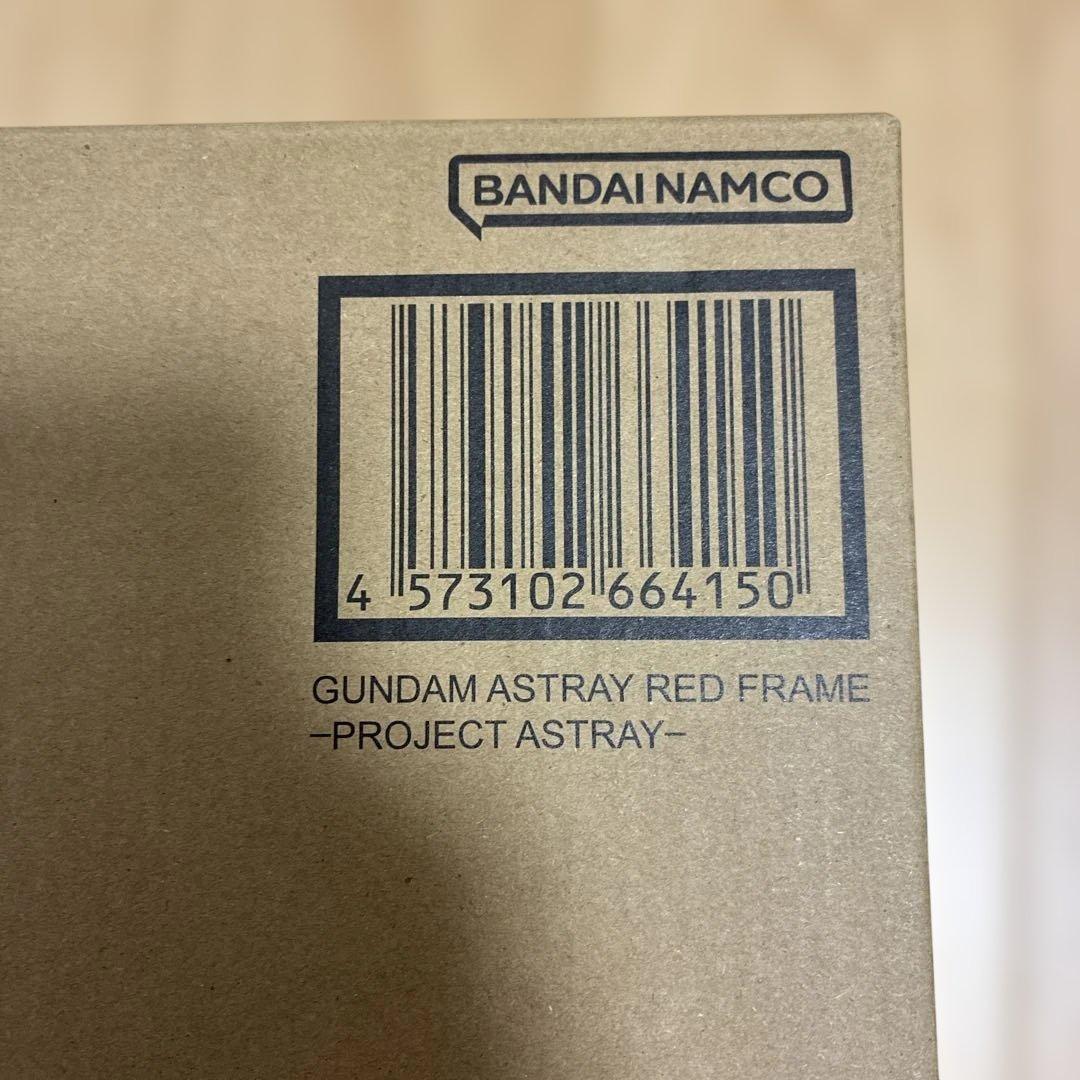 BANDAI NAMCO
4 573102 664150
GUNDAM ASTRAY RED FRAME
–PROJECT ASTRAY–